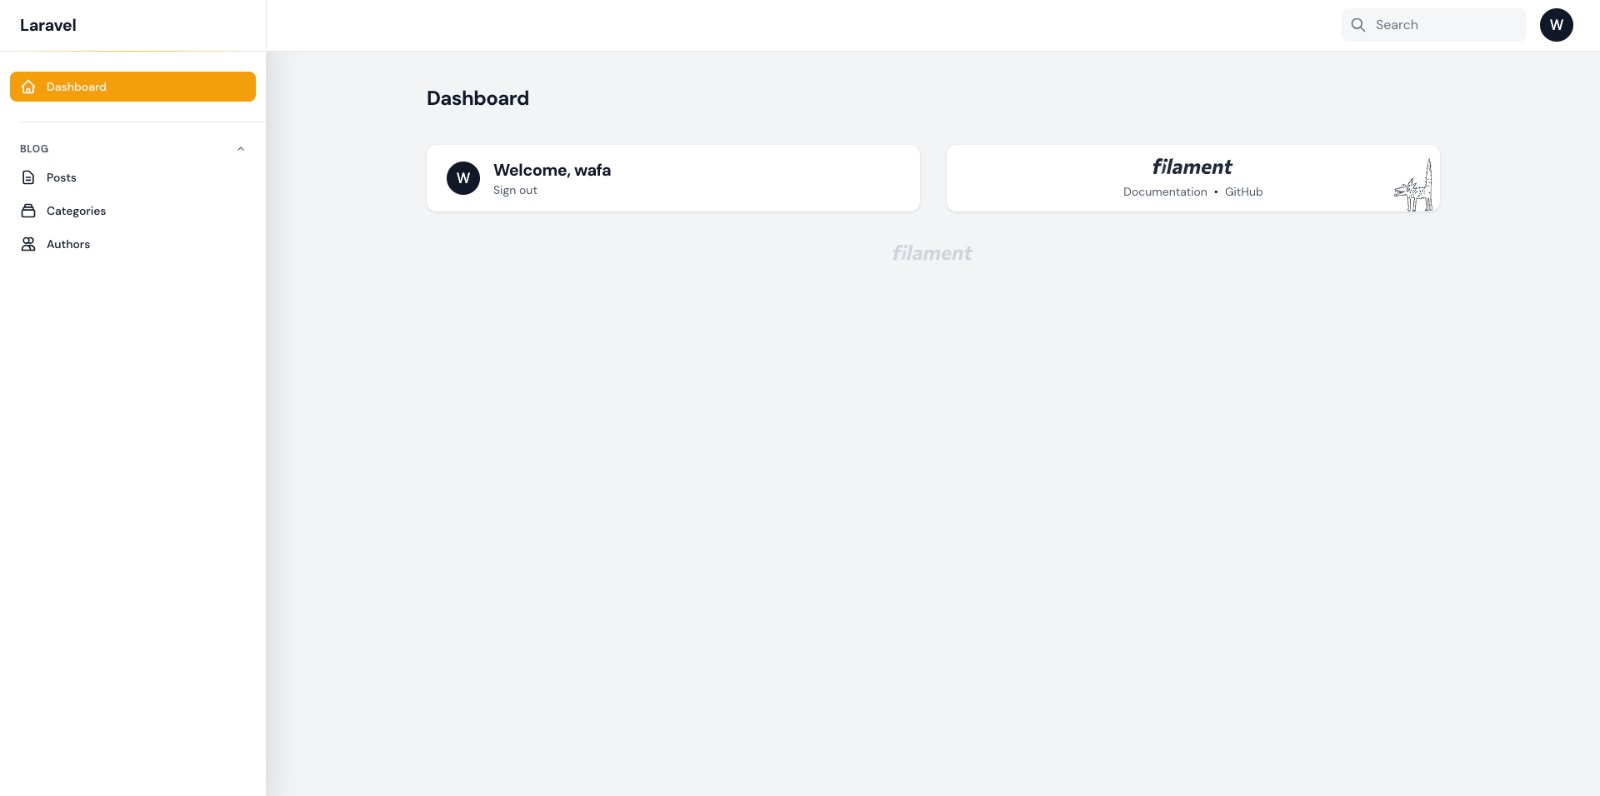 Laravel
Search
W
Dashboard
BLOG
Posts
Categories
Authors
Dashboard
W
Welcome, wafa
Sign out
filament
Documentation • GitHub
filament